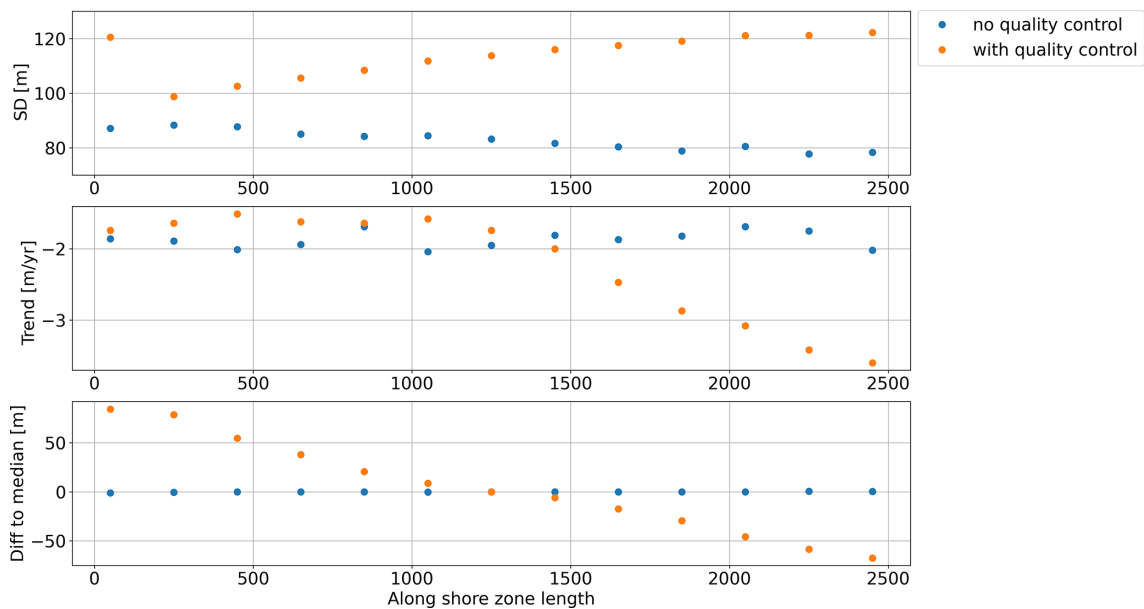 no quality control
with quality control
SD [m]
120
100
80
0 500 1000 1500 2000 2500
Trend [m/yr]
−2
−3
0 500 1000 1500 2000 2500
Diff to median [m]
50
0
−50
0 500 1000 1500 2000 2500
Along shore zone length